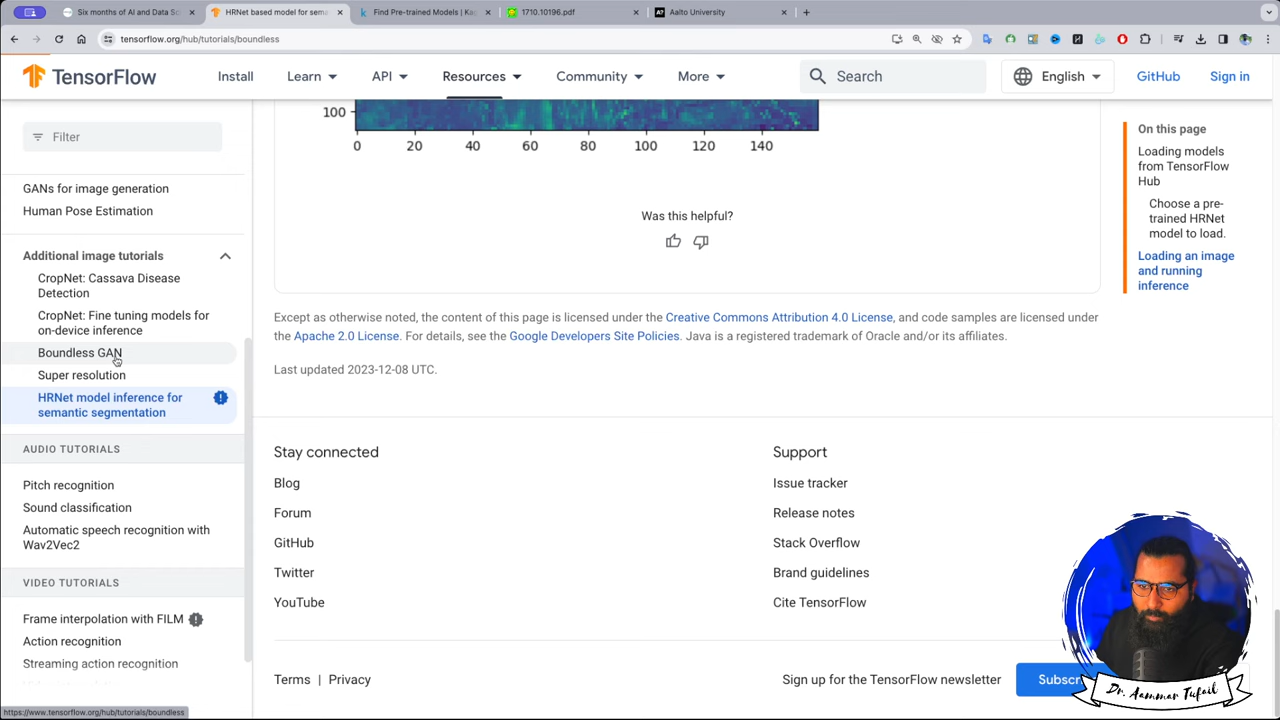 Six months of AI and Data Sc
HRNet based model for sema
Find Pre-trained Models | Kag
1710.10196.pdf
Aalto University
tensorflow.org/hub/tutorials/boundless
TensorFlow
Install
Learn
API
Resources
Community
More
Search
English
GitHub
Sign in
Filter
GANs for image generation
Human Pose Estimation
Additional image tutorials
CropNet: Cassava Disease
Detection
CropNet: Fine tuning models for
on-device inference
Boundless GAN
Super resolution
HRNet model inference for
semantic segmentation
AUDIO TUTORIALS
Pitch recognition
Sound classification
Automatic speech recognition with
Wav2Vec2
VIDEO TUTORIALS
Frame interpolation with FILM
Action recognition
Streaming action recognition
https://www.tensorflow.org/hub/tutorials/boundless
100
0 20 40 60 80 100 120 140
Was this helpful?
Except as otherwise noted, the content of this page is licensed under the Creative Commons Attribution 4.0 License, and code samples are licensed
under the Apache 2.0 License. For details, see the Google Developers Site Policies. Java is a registered trademark of Oracle and/or its affiliates.
Last updated 2023-12-08 UTC.
Stay connected
Blog
Forum
GitHub
Twitter
YouTube
Support
Issue tracker
Release notes
Stack Overflow
Brand guidelines
Cite TensorFlow
Terms | Privacy
Sign up for the TensorFlow newsletter
Subscr
On this page
Loading models
from TensorFlow
Hub
Choose a pre-
trained HRNet
model to load.
Loading an image
and running
inference
Dr. Aammar Tufail